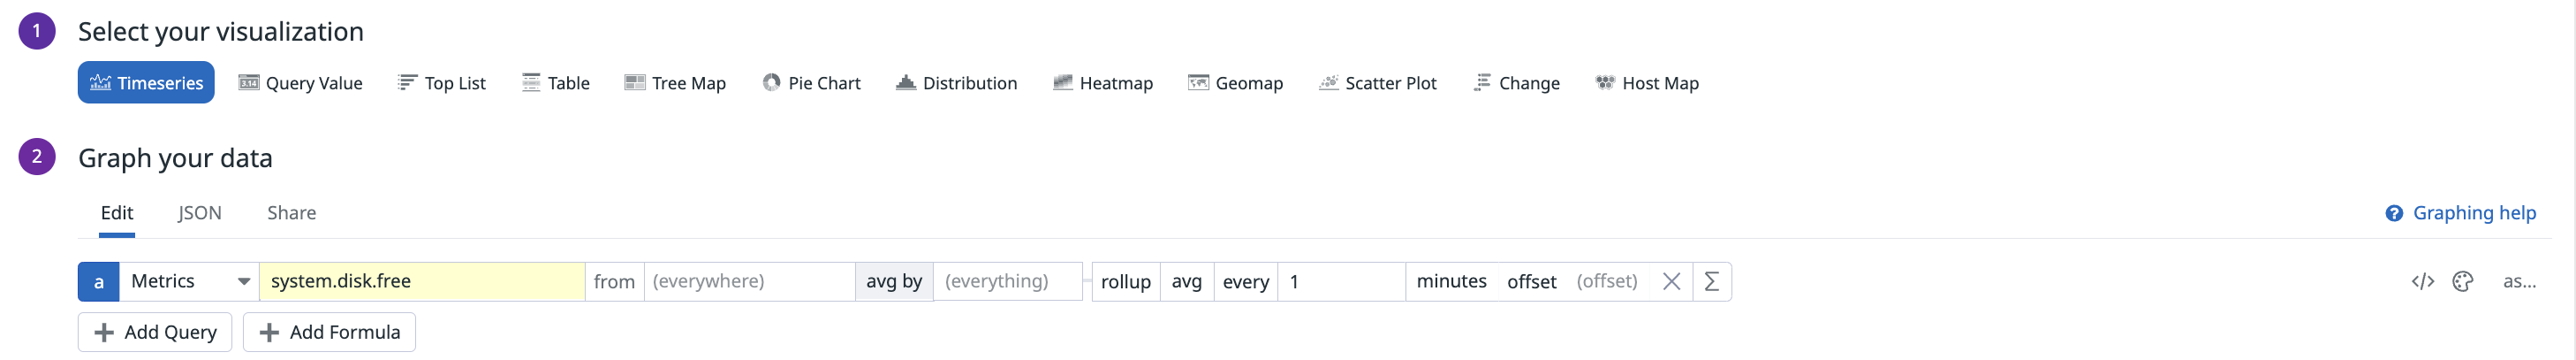 1 Select your visualization
Timeseries 3.14 Query Value Top List Table Tree Map Pie Chart Distribution Heatmap Geomap Scatter Plot Change Host Map
2 Graph your data
Edit JSON Share ? Graphing help
a Metrics system.disk.free from (everywhere) avg by (everything) rollup avg every 1 minutes offset (offset) × Σ </> as...
+ Add Query + Add Formula